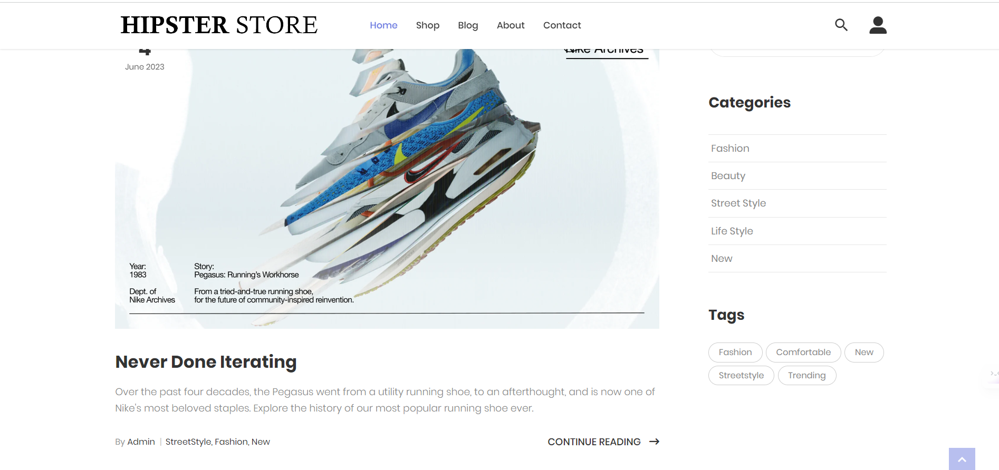 HIPSTER STORE
Home
Shop
Blog
About
Contact
4
June 2023
Nike Archives
Year:
1983
Story:
Pegasus: Running's Workhorse
Dept. of
Nike Archives
From a tried-and-true running shoe,
for the future of community-inspired reinvention.
Never Done Iterating
Over the past four decades, the Pegasus went from a utility running shoe, to an afterthought, and is now one of
Nike's most beloved staples. Explore the history of our most popular running shoe ever.
By Admin | StreetStyle, Fashion, New
CONTINUE READING →
Categories
Fashion
Beauty
Street Style
Life Style
New
Tags
Fashion
Comfortable
New
Streetstyle
Trending